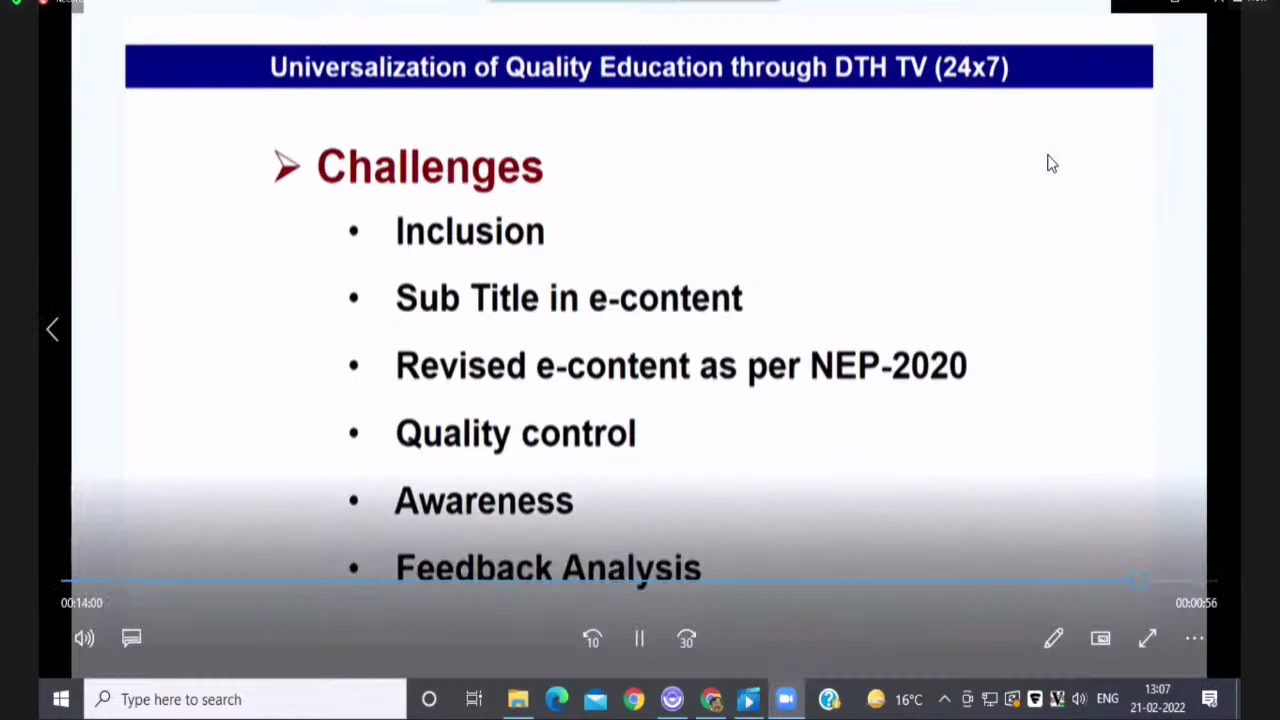 Universalization of Quality Education through DTH TV (24x7)
➢ Challenges
• Inclusion
• Sub Title in e-content
• Revised e-content as per NEP-2020
• Quality control
• Awareness
• Feedback Analysis
00:14:00
00:00:56
10
30
Type here to search
16°C
ENG
13:07
21-02-2022